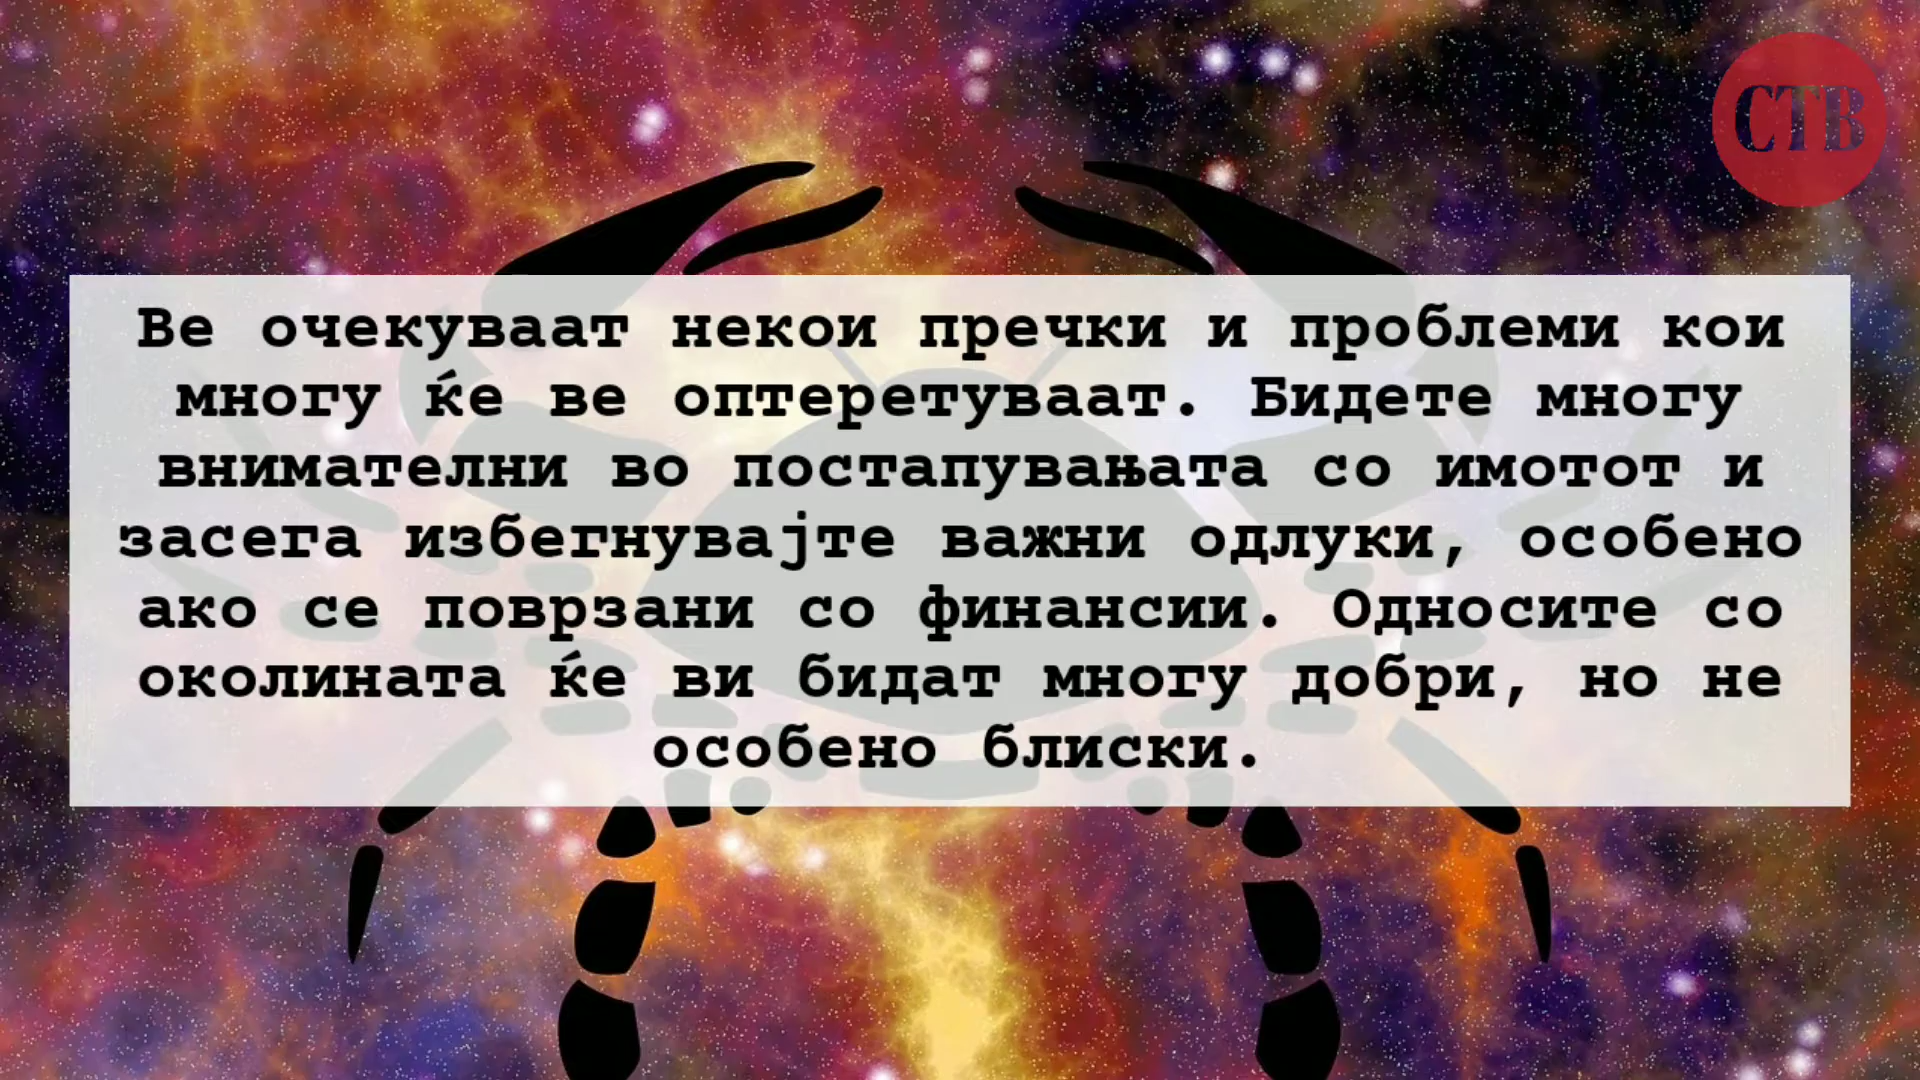 СТВ
Ве очекуваат некои пречки и проблеми кои
многу ќе ве оптеретуваат. Бидете многу
внимателни во постапувањата со имотот и
засега избегнувајте важни одлуки, особено
ако се поврзани со финансии. Односите со
околината ќе ви бидат многу добри, но не
особено блиски.